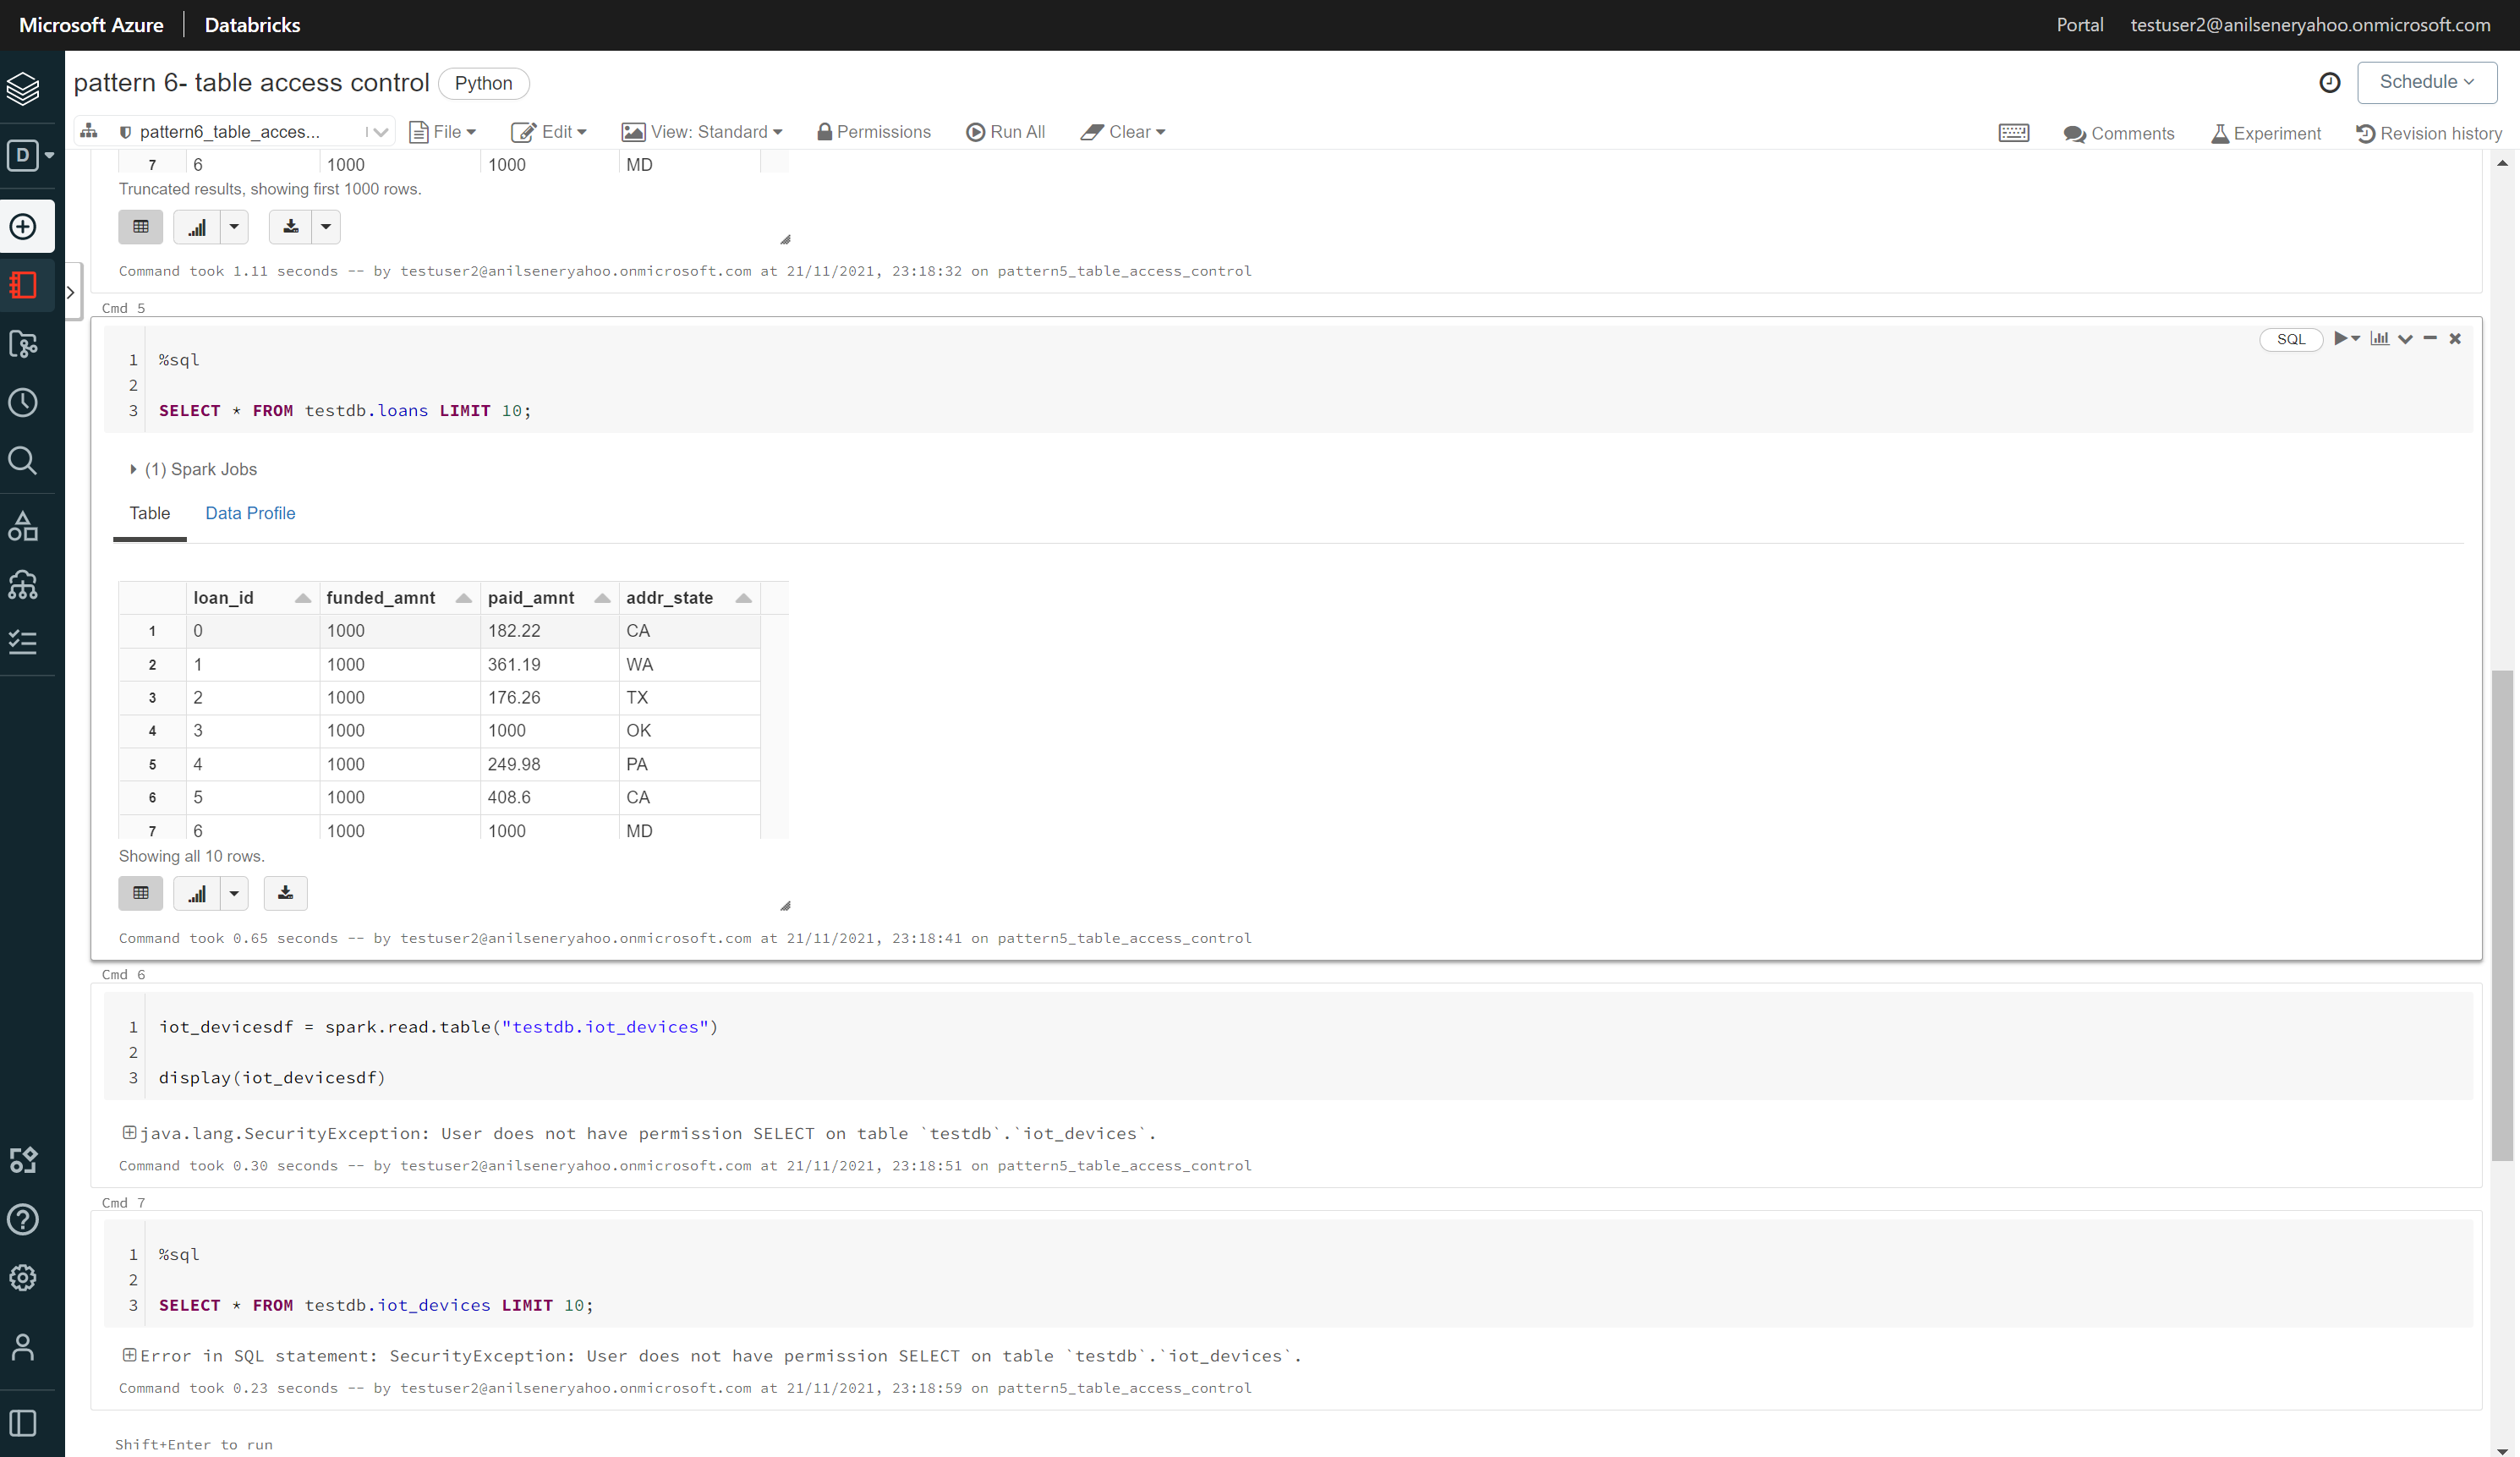 Microsoft Azure Databricks Portal testuser2@anilseneryahoo.onmicrosoft.com
pattern 6- table access control Python Schedule
pattern6_table_acces... File Edit View: Standard Permissions Run All Clear Comments Experiment Revision history
D
7 6 1000 1000 MD
Truncated results, showing first 1000 rows.
Command took 1.11 seconds -- by testuser2@anilseneryahoo.onmicrosoft.com at 21/11/2021, 23:18:32 on pattern5_table_access_control
Cmd 5
SQL
1 %sql
2
3 SELECT * FROM testdb.loans LIMIT 10;
(1) Spark Jobs
Table Data Profile
loan_id funded_amnt paid_amnt addr_state
1 0 1000 182.22 CA
2 1 1000 361.19 WA
3 2 1000 176.26 TX
4 3 1000 1000 OK
5 4 1000 249.98 PA
6 5 1000 408.6 CA
7 6 1000 1000 MD
Showing all 10 rows.
Command took 0.65 seconds -- by testuser2@anilseneryahoo.onmicrosoft.com at 21/11/2021, 23:18:41 on pattern5_table_access_control
Cmd 6
1 iot_devicesdf = spark.read.table("testdb.iot_devices")
2
3 display(iot_devicesdf)
java.lang.SecurityException: User does not have permission SELECT on table `testdb`.`iot_devices`.
Command took 0.30 seconds -- by testuser2@anilseneryahoo.onmicrosoft.com at 21/11/2021, 23:18:51 on pattern5_table_access_control
Cmd 7
1 %sql
2
3 SELECT * FROM testdb.iot_devices LIMIT 10;
Error in SQL statement: SecurityException: User does not have permission SELECT on table `testdb`.`iot_devices`.
Command took 0.23 seconds -- by testuser2@anilseneryahoo.onmicrosoft.com at 21/11/2021, 23:18:59 on pattern5_table_access_control
Shift+Enter to run